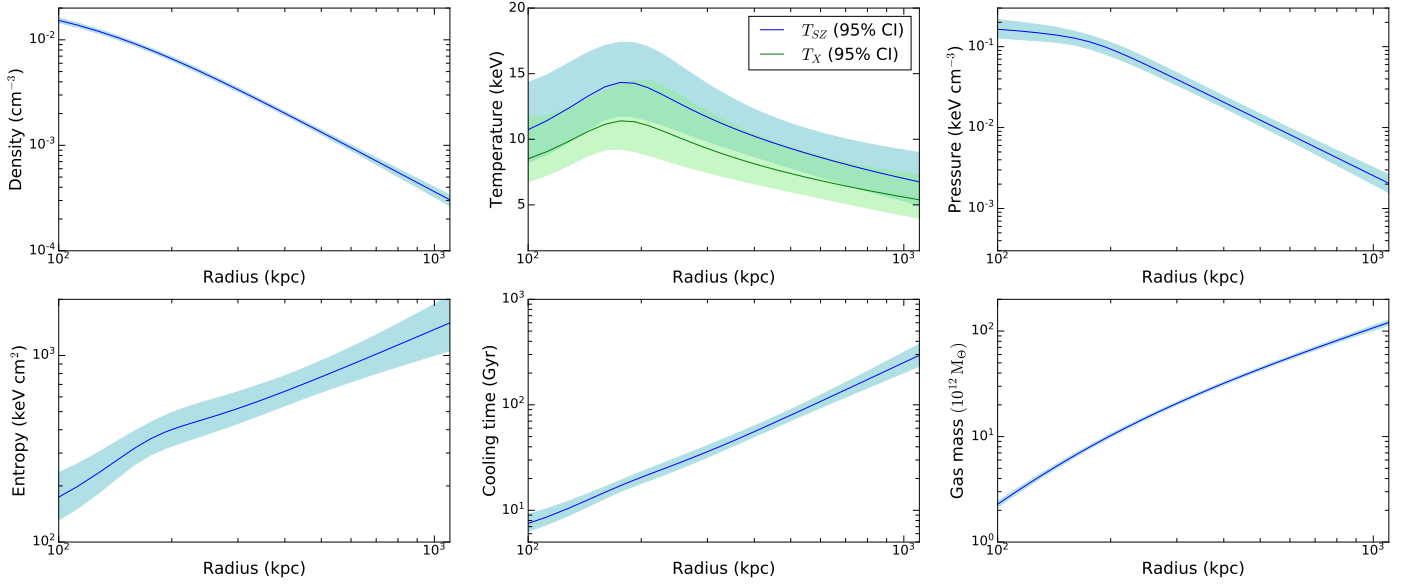 Density (cm⁻³)
10⁻²
10⁻³
10⁻⁴
10²
10³
Radius (kpc)
Temperature (keV)
20
15
10
5
T_SZ (95% CI)
T_X (95% CI)
10²
10³
Radius (kpc)
Pressure (keV cm⁻³)
10⁻¹
10⁻²
10⁻³
10²
10³
Radius (kpc)
Entropy (keV cm²)
10³
10²
10²
10³
Radius (kpc)
Cooling time (Gyr)
10³
10²
10¹
10²
10³
Radius (kpc)
Gas mass (10¹² M_Θ)
10²
10¹
10⁰
10²
10³
Radius (kpc)